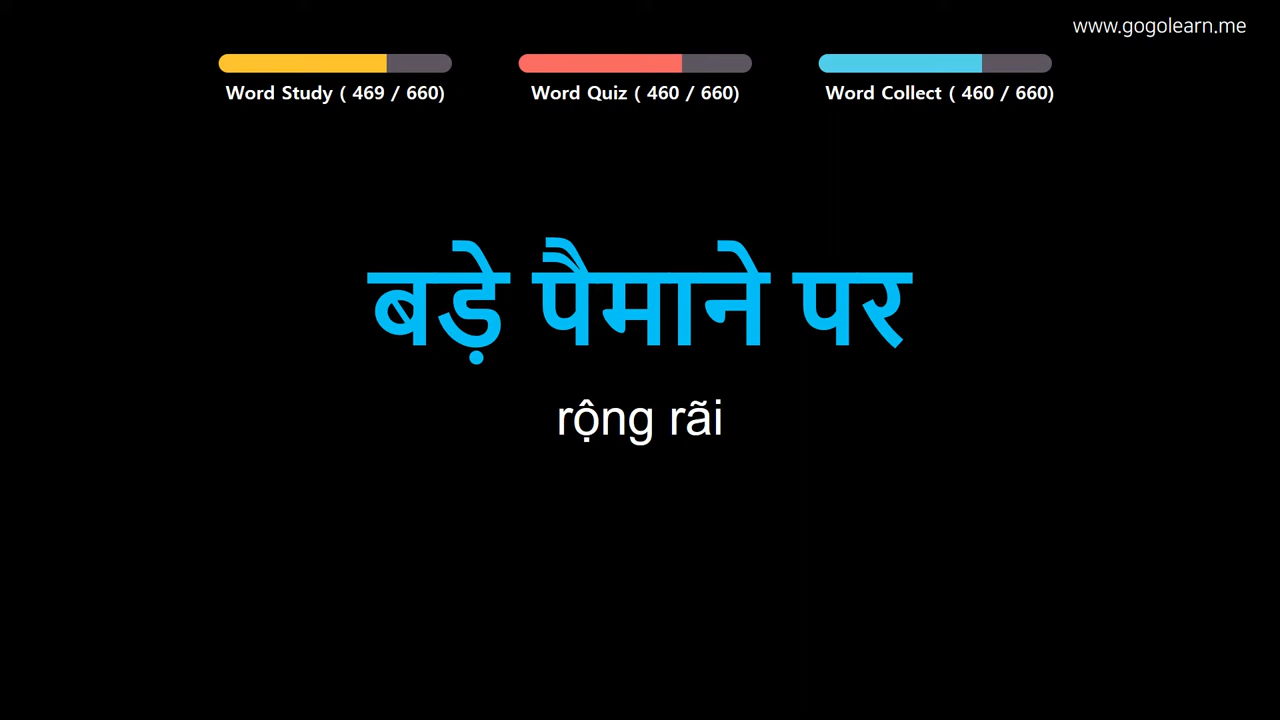 www.gogolearn.me
Word Study ( 469 / 660)
Word Quiz ( 460 / 660)
Word Collect ( 460 / 660)
बड़े पैमाने पर
rộng rãi